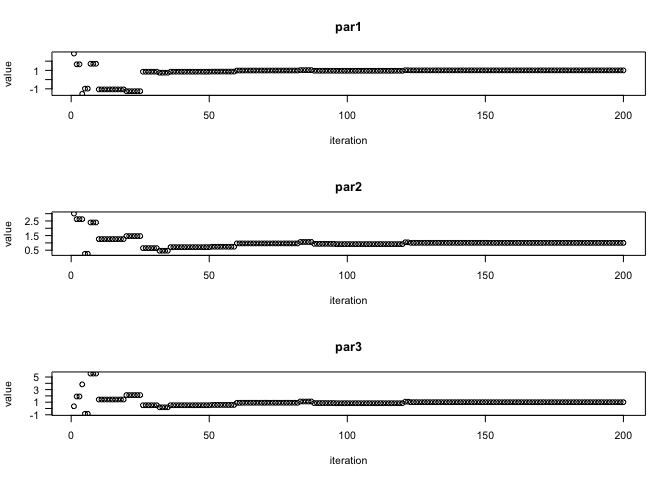 par1
value
1
-1
0 50 100 150 200
iteration
par2
value
2.5
1.5
0.5
0 50 100 150 200
iteration
par3
value
5
3
1
-1
0 50 100 150 200
iteration